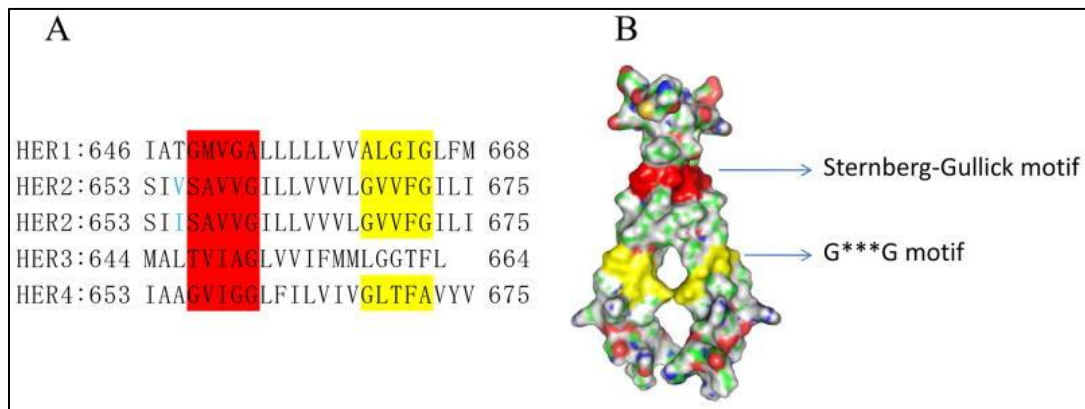 A
B
HER1:646 IATGMVGALLLLLVVALGIGLFM 668
HER2:653 SIVSAVVGILLVVVLGVVFGILI 675
HER2:653 SIISAVVGILLVVVLGVVFGILI 675
HER3:644 MALTVIAGLVVIFMMLGGTFL 664
HER4:653 IAAGVIGGLFILVIVGLTFAVYV 675
Sternberg-Gullick motif
G***G motif